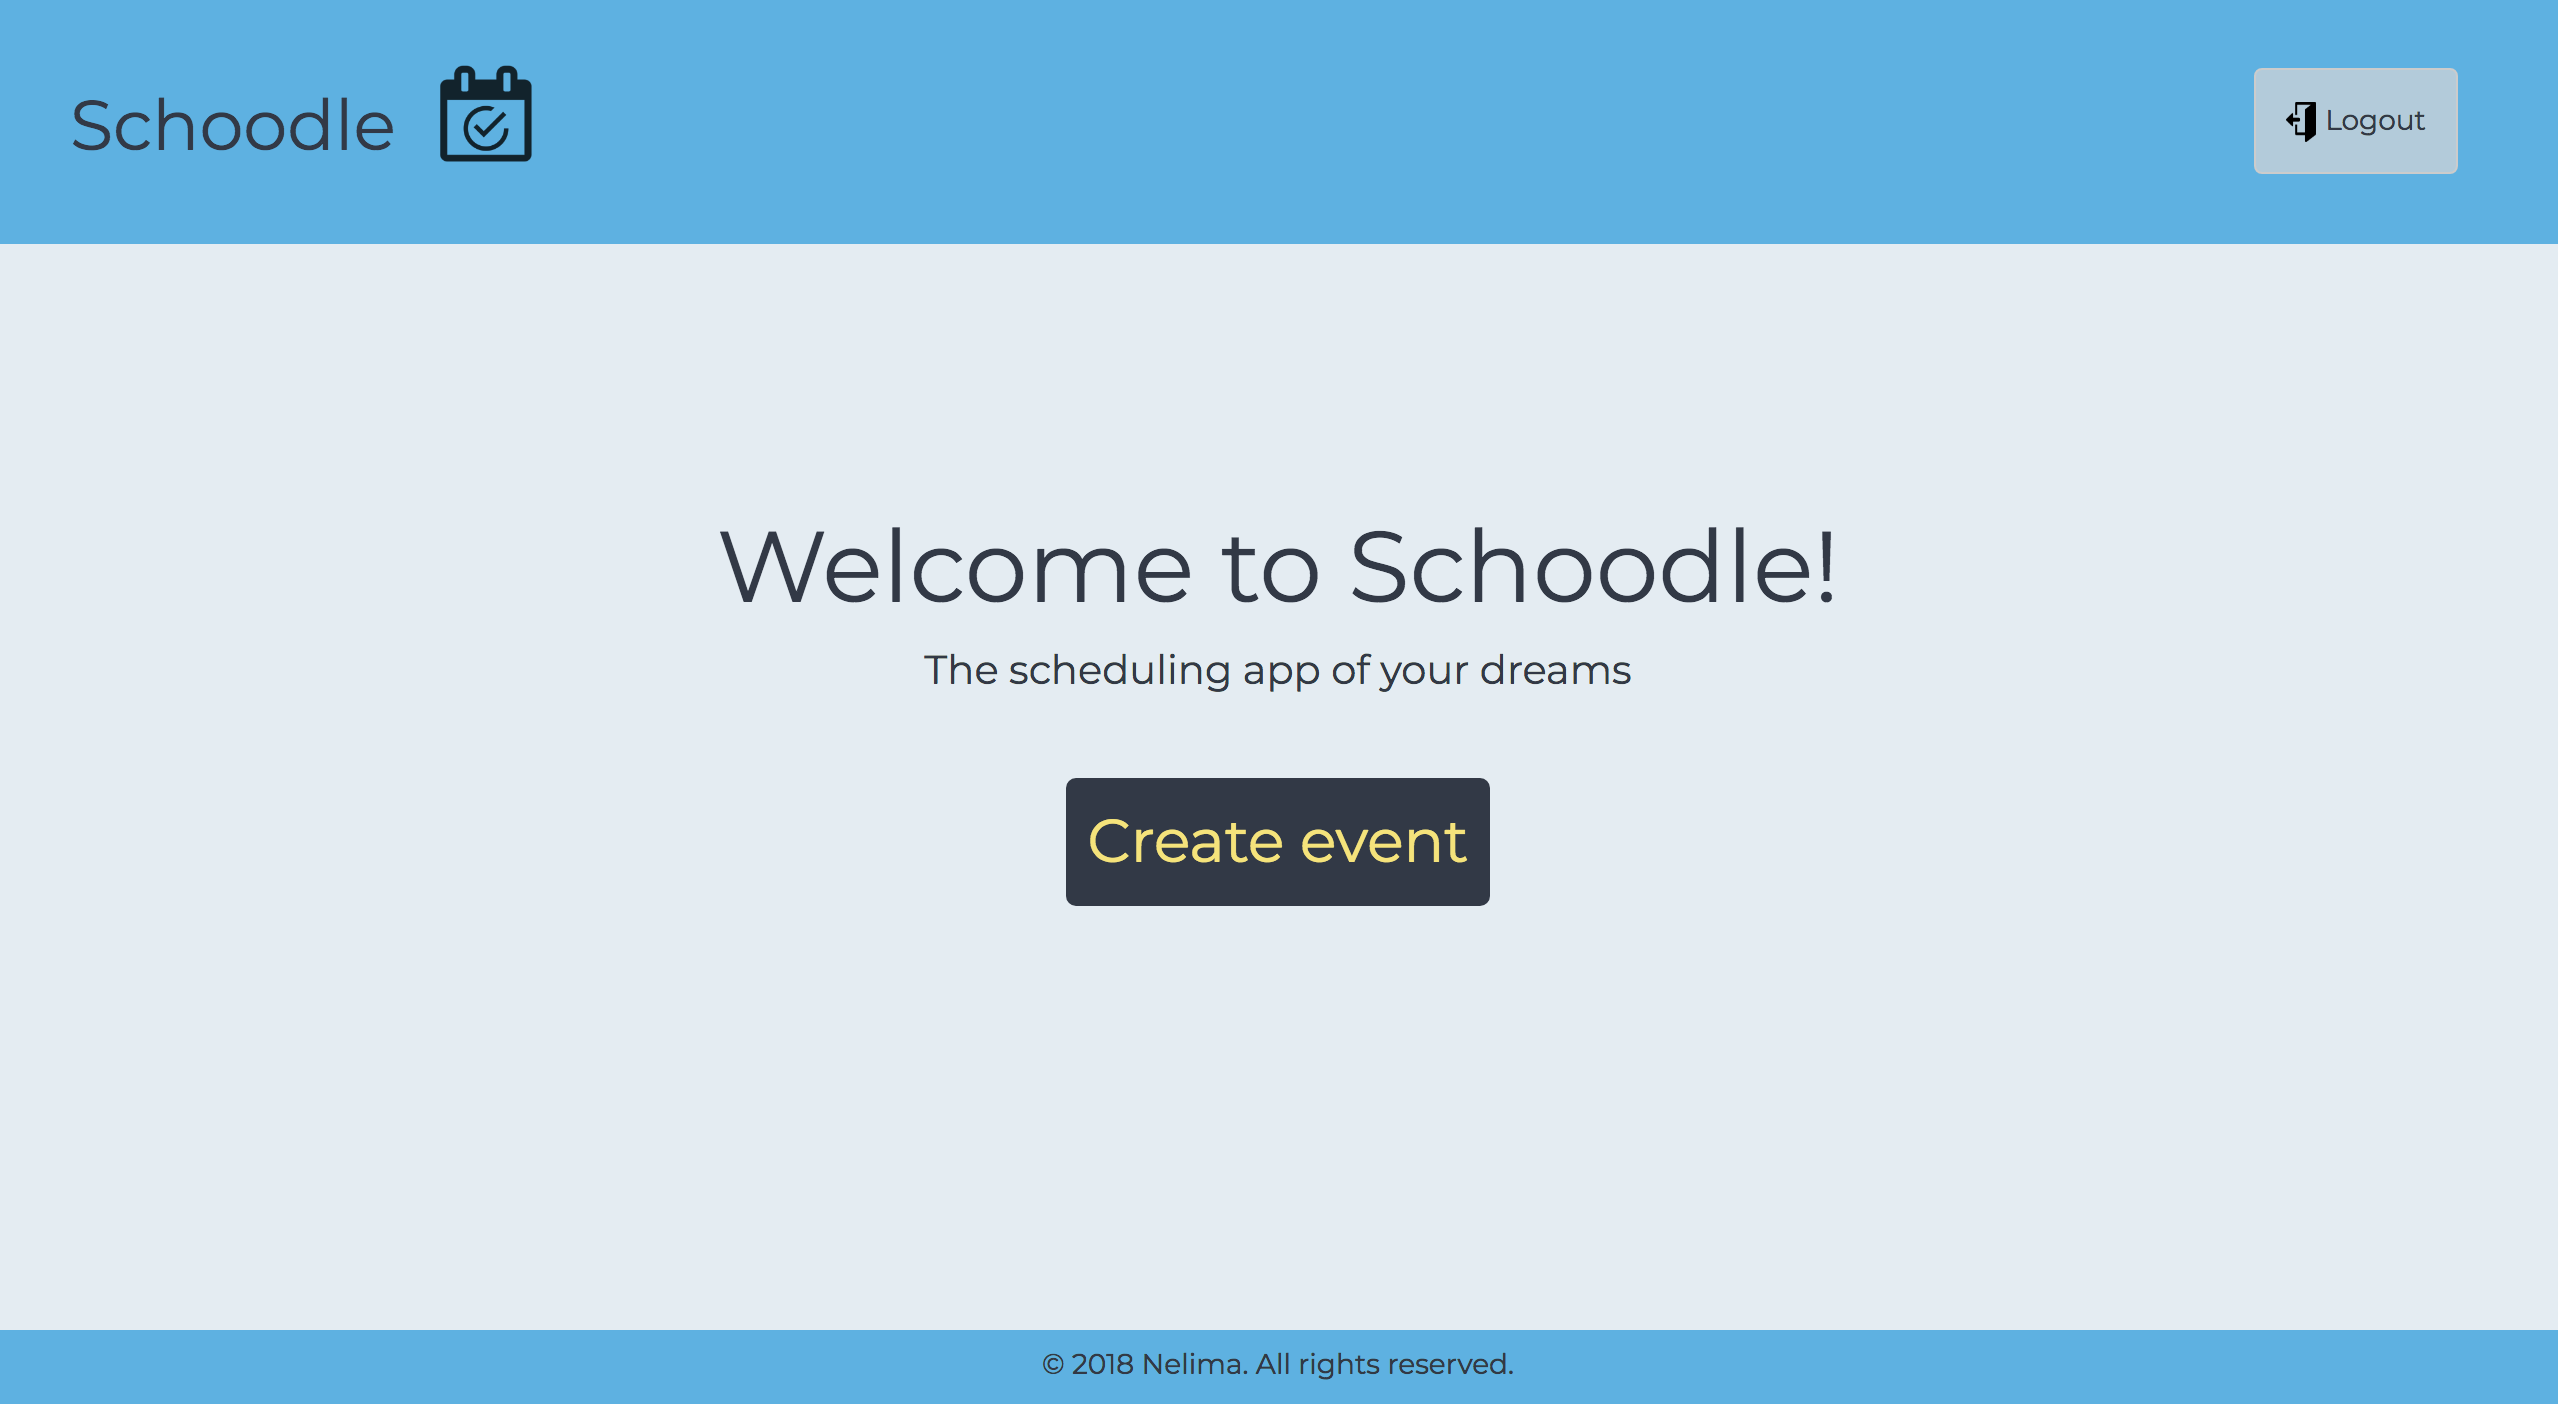 Schoodle
Logout
Welcome to Schoodle!
The scheduling app of your dreams
Create event
© 2018 Nelima. All rights reserved.